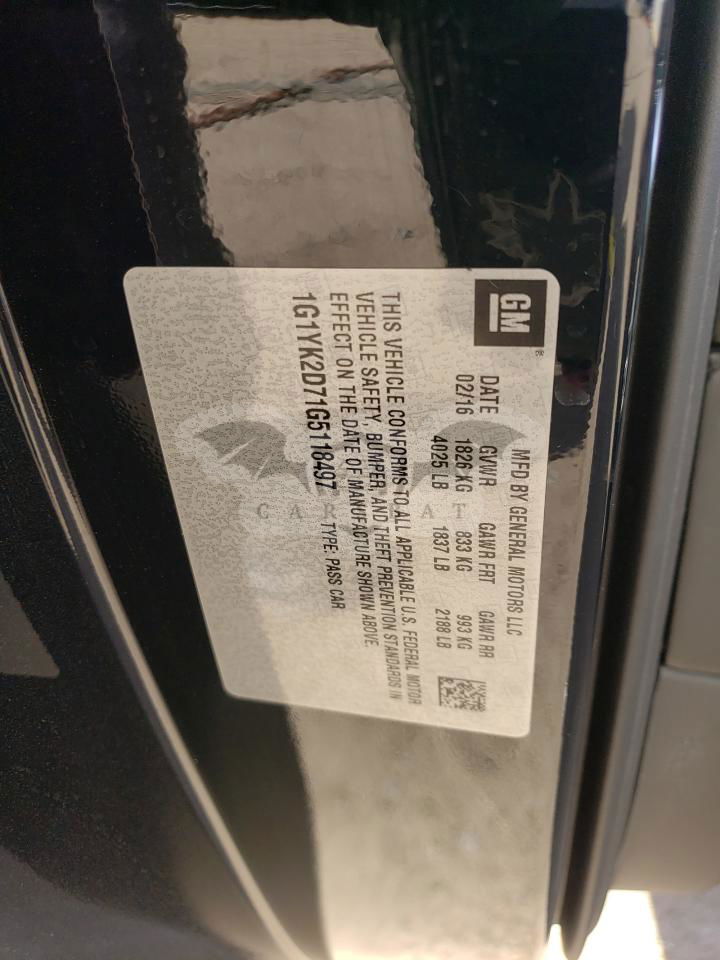 GM
MFD BY GENERAL MOTORS LLC
DATE GVWR GAWR FRT GAWR RR
02/16 1826 KG 833 KG 993 KG
4025 LB 1837 LB 2188 LB
THIS VEHICLE CONFORMS TO ALL APPLICABLE U.S. FEDERAL MOTOR
VEHICLE SAFETY, BUMPER, AND THEFT PREVENTION STANDARDS IN
EFFECT ON THE DATE OF MANUFACTURE SHOWN ABOVE.
1G1YK2D71G5118497 TYPE: PASS CAR